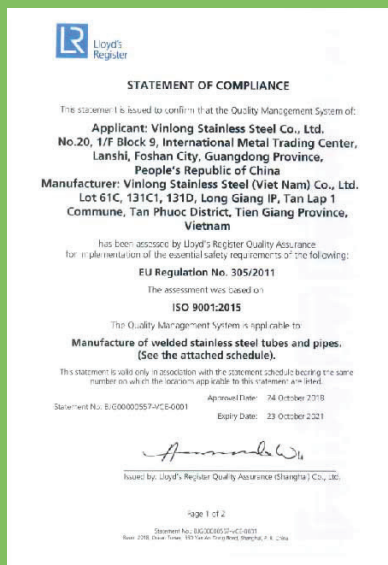 LR
Lloyd's
Register
STATEMENT OF COMPLIANCE
This statement is issued to confirm that the Quality Management System of:
Applicant: Vinlong Stainless Steel Co., Ltd.
No.20, 1/F Block 9, International Metal Trading Center,
Lanshi, Foshan City, Guangdong Province,
People's Republic of China
Manufacturer: Vinlong Stainless Steel (Viet Nam) Co., Ltd.
Lot 61C, 131C1, 131D, Long Giang IP, Tan Lap 1
Commune, Tan Phuoc District, Tien Giang Province,
Vietnam
has been assessed by Lloyd's Register Quality Assurance
for implementation of the essential safety requirements of the following:
EU Regulation No. 305/2011
The assessment was based on
ISO 9001:2015
The Quality Management System is applicable to
Manufacture of welded stainless steel tubes and pipes.
(See the attached schedule).
This statement is valid only in association with the statement schedule bearing the same
number on which the locations applicable to this statement are listed.
Approval Date: 24 October 2018
Statement No: BJG00000557-VCE-0001
Expiry Date: 23 October 2021
Issued by: Lloyd's Register Quality Assurance (Shanghai) Co., Ltd.
Page 1 of 2
Statement No: BJG00000557-VCE-0001